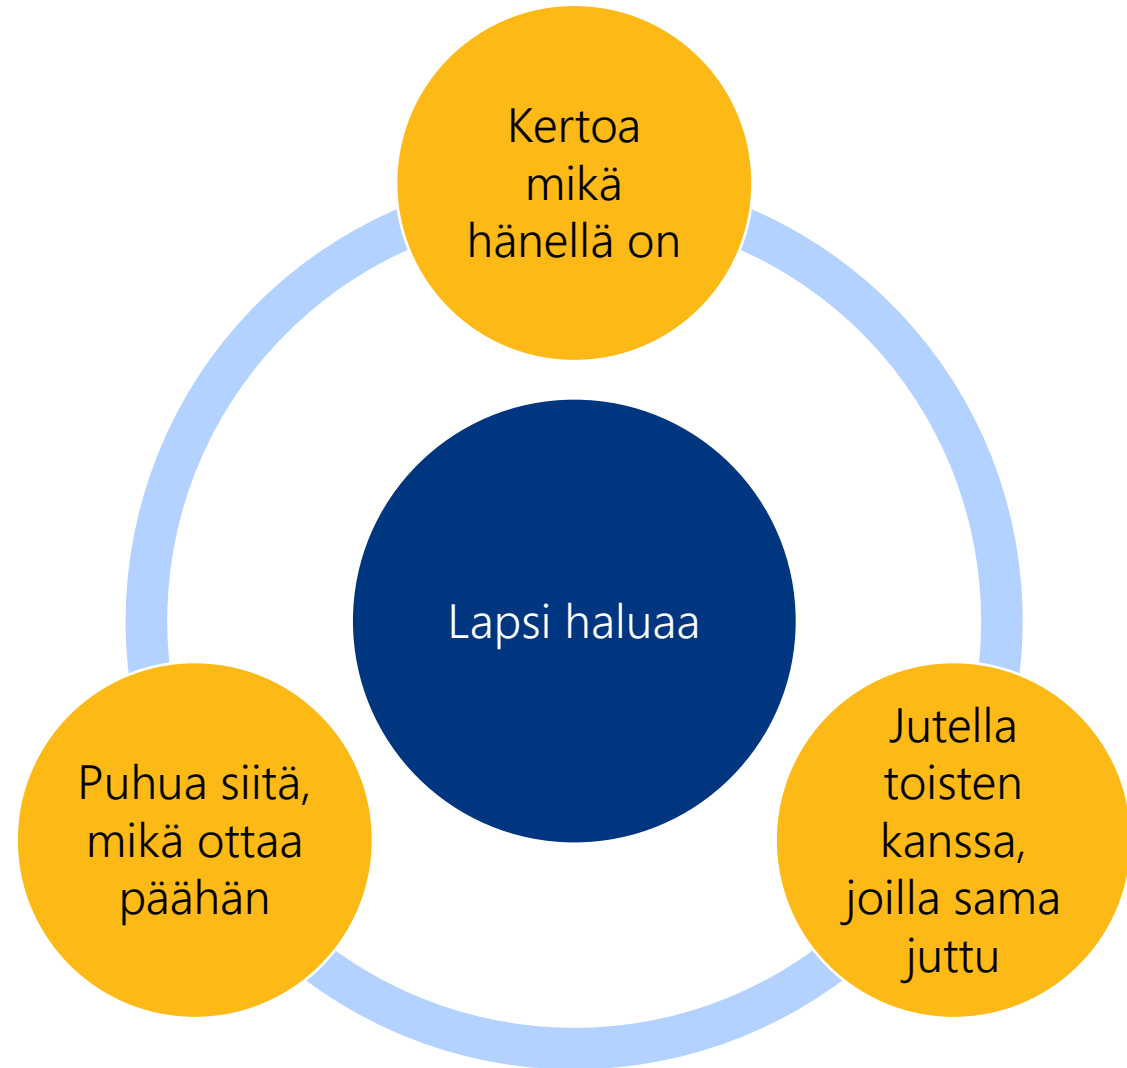 Kertoa
mikä
hänellä on
Lapsi haluaa
Jutella
toisten
kanssa,
joilla sama
juttu
Puhua siitä,
mikä ottaa
päähän